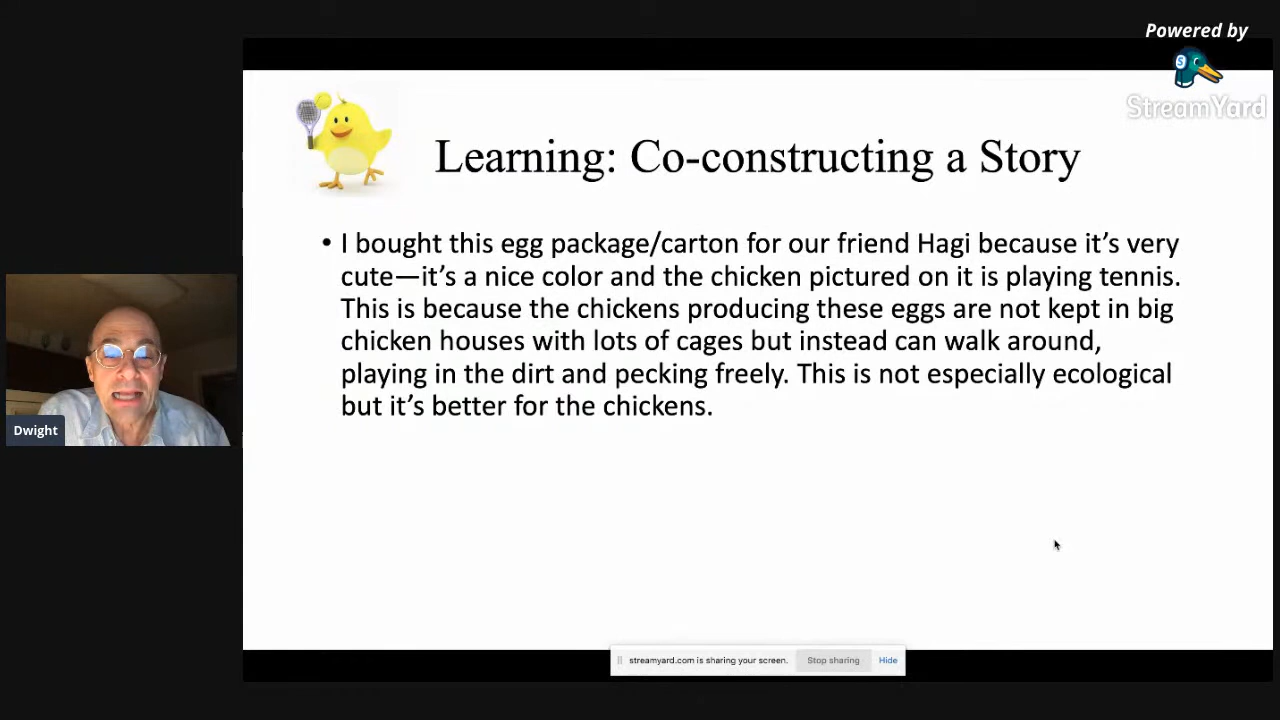 Powered by
StreamYard
Learning: Co-constructing a Story
• I bought this egg package/carton for our friend Hagi because it’s very
cute—it’s a nice color and the chicken pictured on it is playing tennis.
This is because the chickens producing these eggs are not kept in big
chicken houses with lots of cages but instead can walk around,
playing in the dirt and pecking freely. This is not especially ecological
but it’s better for the chickens.
Dwight
streamyard.com is sharing your screen. Stop sharing Hide